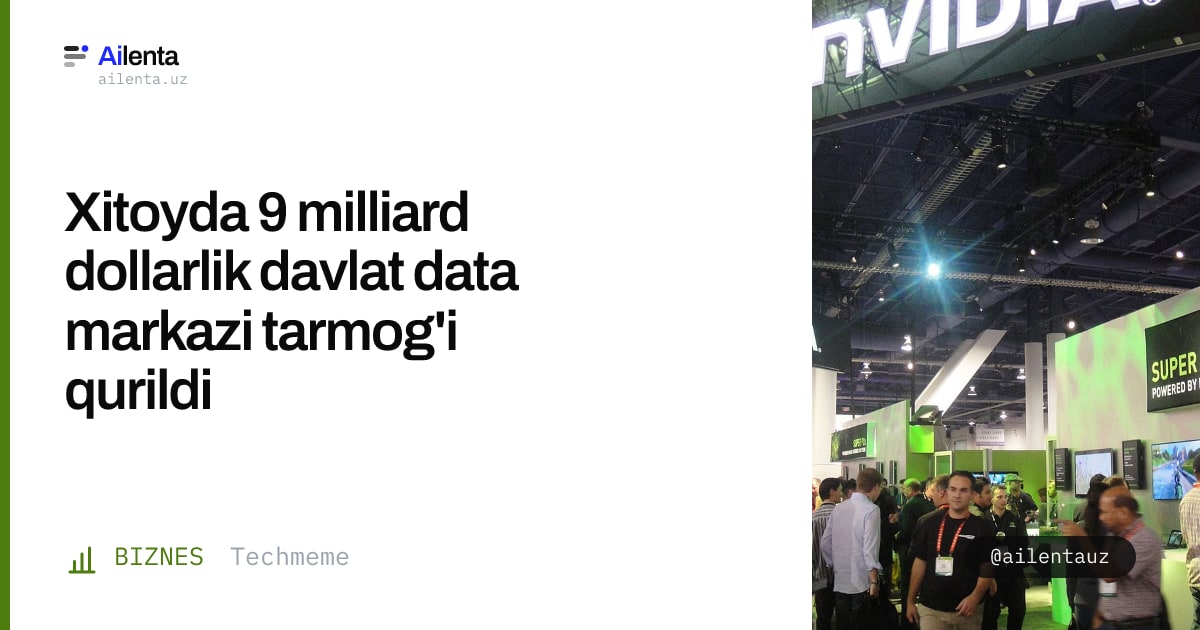 Ailenta
ailenta.uz
Xitoyda 9 milliard
dollarlik davlat data
markazi tarmog'i
qurildi
BIZNES Techmeme
nVIDIA
SUPER
POWERED BY
@ailentauz